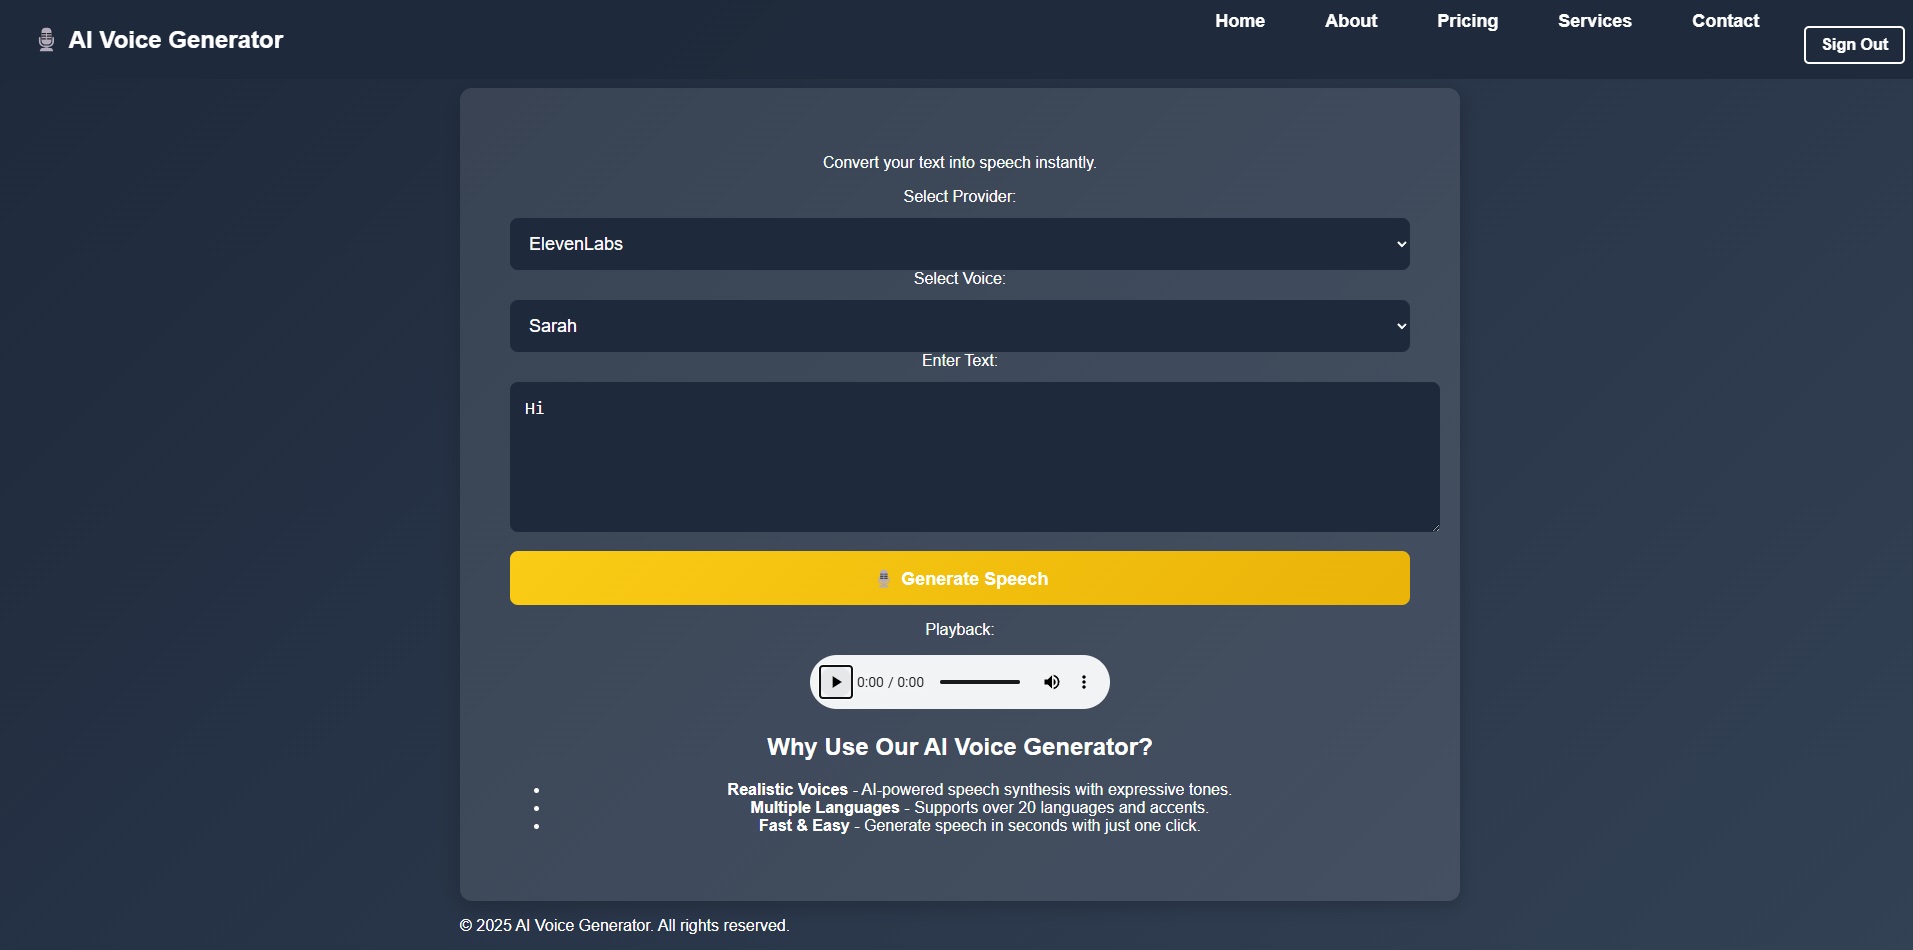 AI Voice Generator
Home About Pricing Services Contact
Sign Out
Convert your text into speech instantly.
Select Provider:
ElevenLabs
Select Voice:
Sarah
Enter Text:
Hi
Generate Speech
Playback:
0:00 / 0:00
Why Use Our AI Voice Generator?
Realistic Voices - AI-powered speech synthesis with expressive tones.
Multiple Languages - Supports over 20 languages and accents.
Fast & Easy - Generate speech in seconds with just one click.
© 2025 AI Voice Generator. All rights reserved.